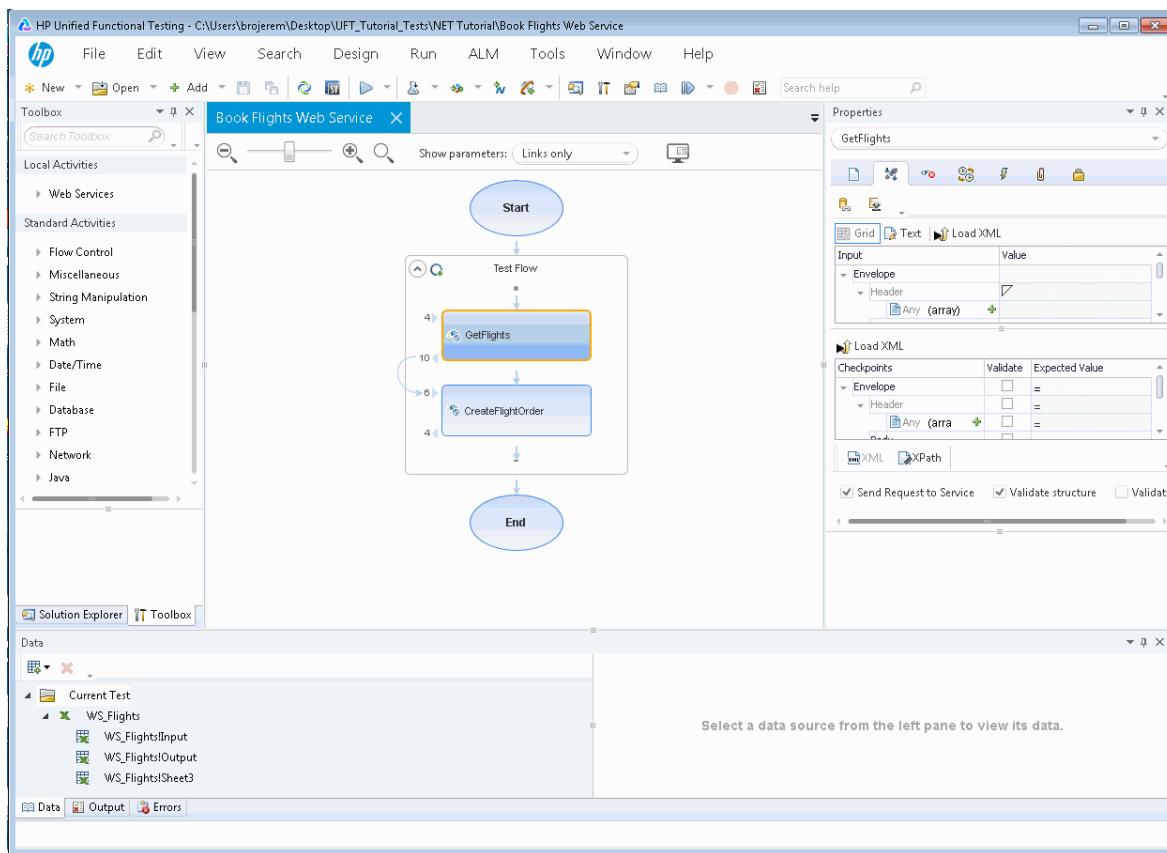 HP Unified Functional Testing - C:\Users\brojerem\Desktop\UFT_Tutorial_Tests\NET Tutorial\Book Flights Web Service
hp File Edit View Search Design Run ALM Tools Window Help
New Open Add Search help
Toolbox
Search Toolbox
Local Activities
Web Services
Standard Activities
Flow Control
Miscellaneous
String Manipulation
System
Math
Date/Time
File
Database
FTP
Network
Java
Solution Explorer Toolbox
Book Flights Web Service
Show parameters: Links only
Start
Test Flow
4
GetFlights
10
6
CreateFlightOrder
4
End
Properties
GetFlights
Grid Text Load XML
Input Value
Envelope
Header
Any (array)
Load XML
Checkpoints Validate Expected Value
Envelope =
Header =
Any (arra =
Body
XML XPath
Send Request to Service Validate structure Validat
Data
Current Test
WS_Flights
WS_Flights!Input
WS_Flights!Output
WS_Flights!Sheet3
Select a data source from the left pane to view its data.
Data Output Errors